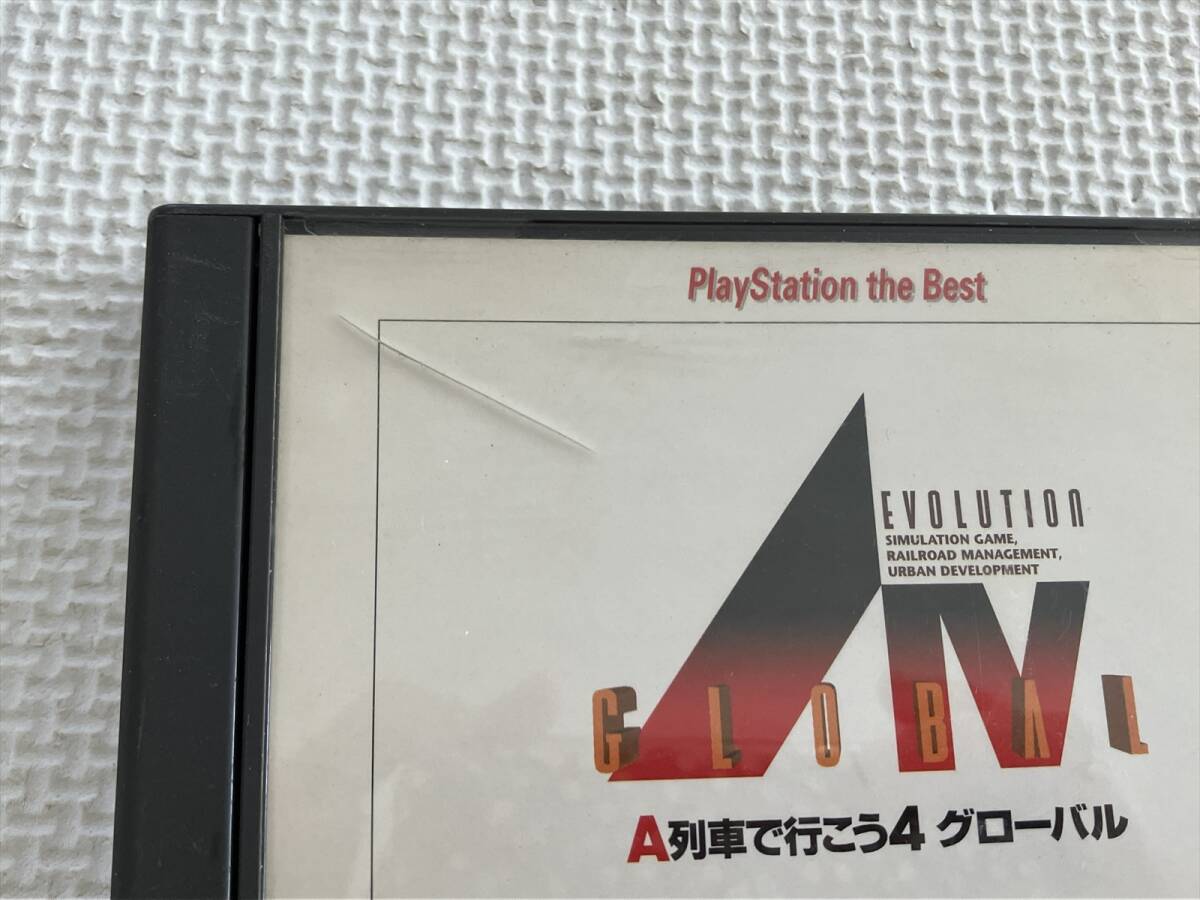 PlayStation the Best
AIV
EVOLUTION
SIMULATION GAME,
RAILROAD MANAGEMENT,
URBAN DEVELOPMENT
GLOBAL
A列車で行こう4 グローバル